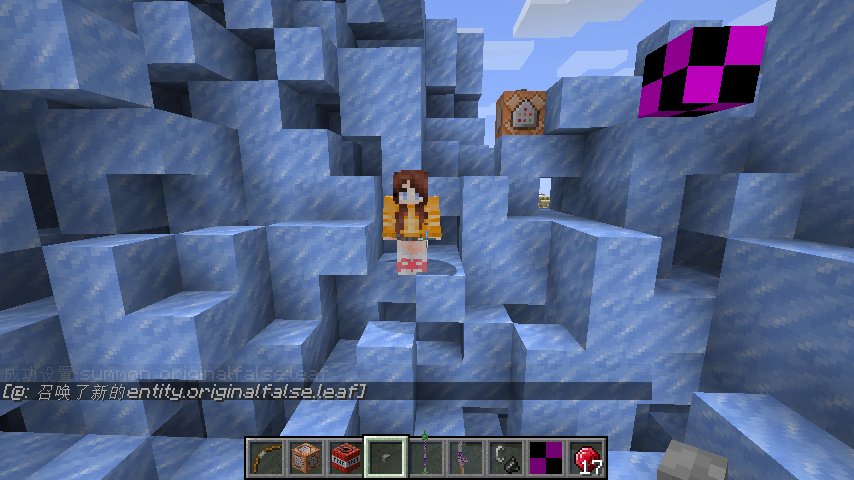 成功设置:summon originalfalse:leaf
[@: 召唤了新的entity.originalfalse.leaf]
17